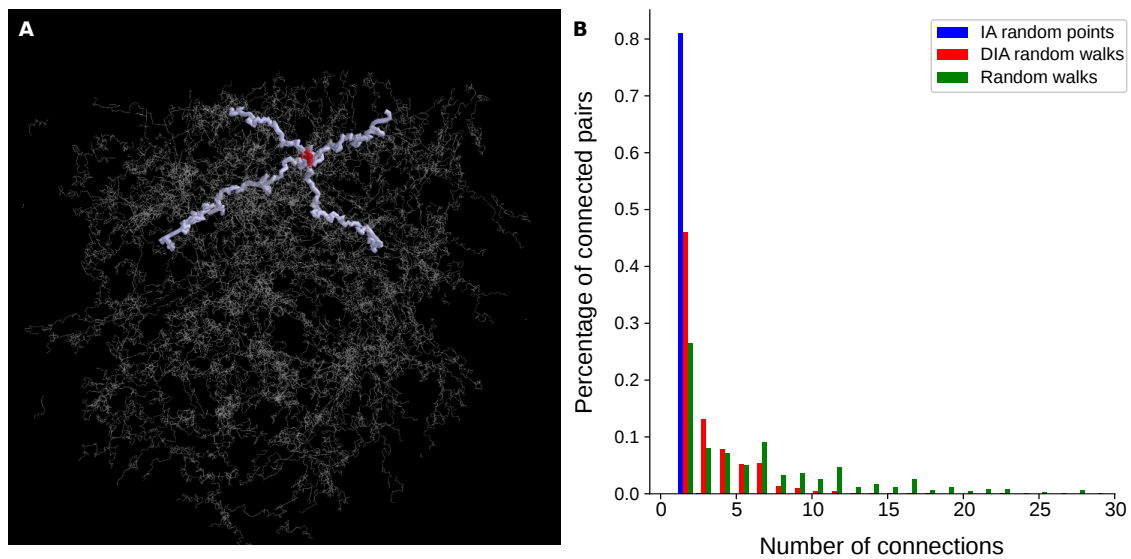 A
B
IA random points
DIA random walks
Random walks
Percentage of connected pairs
0.8
0.7
0.6
0.5
0.4
0.3
0.2
0.1
0.0
0 5 10 15 20 25 30
Number of connections